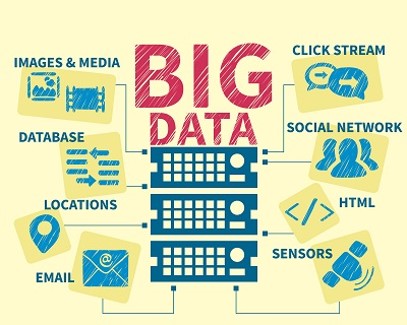 BIG
DATA
IMAGES & MEDIA
DATABASE
LOCATIONS
EMAIL
@
CLICK STREAM
SOCIAL NETWORK
</>
HTML
SENSORS